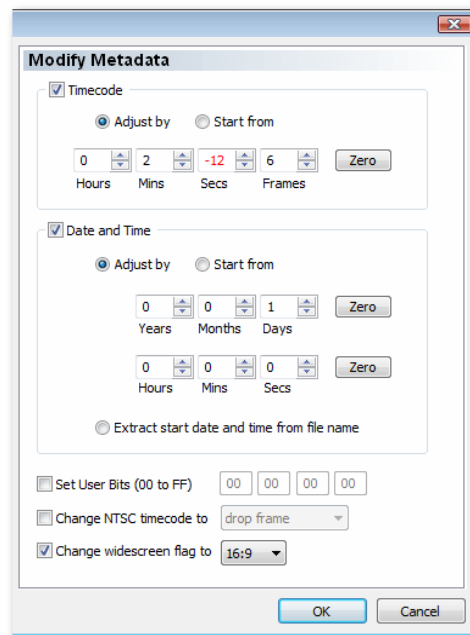 Modify Metadata
Timecode
Adjust by Start from
0 2 -12 6 Zero
Hours Mins Secs Frames
Date and Time
Adjust by Start from
0 0 1 Zero
Years Months Days
0 0 0 Zero
Hours Mins Secs
Extract start date and time from file name
Set User Bits (00 to FF) 00 00 00 00
Change NTSC timecode to drop frame
Change widescreen flag to 16:9
OK Cancel